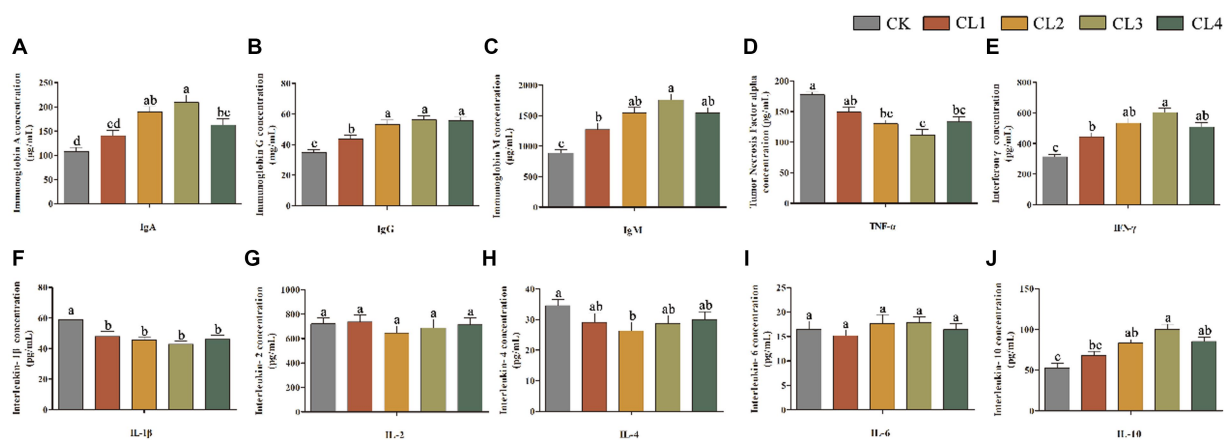 CK CL1 CL2 CL3 CL4
A
Immunoglobin A concentration
(μg/mL)
250
200
150
100
50
0
d
cd
ab
a
bc
IgA
B
Immunoglobin G concentration
(mg/mL)
80
60
40
20
0
c
b
a
a
a
IgG
C
Immunoglobin M concentration
(μg/mL)
2000
1500
1000
500
0
c
b
ab
a
ab
IgM
D
Tumor Necrosis Factor alpha
concentration (pg/mL)
200
150
100
50
0
a
ab
bc
c
bc
TNF-α
E
Interferon γ concentration
(pg/mL)
800
600
400
200
0
c
b
ab
a
ab
IFN-γ
F
Interleukin- 1β concentration
(pg/mL)
80
60
40
20
0
a
b
b
b
b
IL-1β
G
Interleukin- 2 concentration
(pg/mL)
1000
800
600
400
200
0
a
a
a
a
a
IL-2
H
Interleukin- 4 concentration
(pg/mL)
40
30
20
10
0
a
ab
b
ab
ab
IL-4
I
Interleukin- 6 concentration
(pg/mL)
25
20
15
10
5
0
a
a
a
a
a
IL-6
J
Interleukin- 10 concentration
(pg/mL)
150
100
50
0
c
bc
ab
a
ab
IL-10